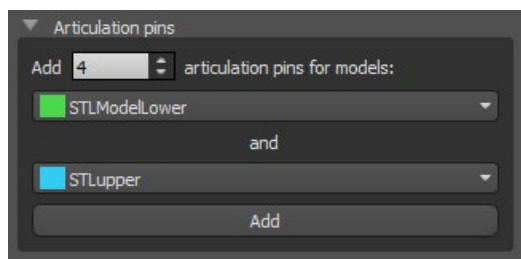 Articulation pins
Add 4 articulation pins for models:
STLModelLower
and
STLupper
Add